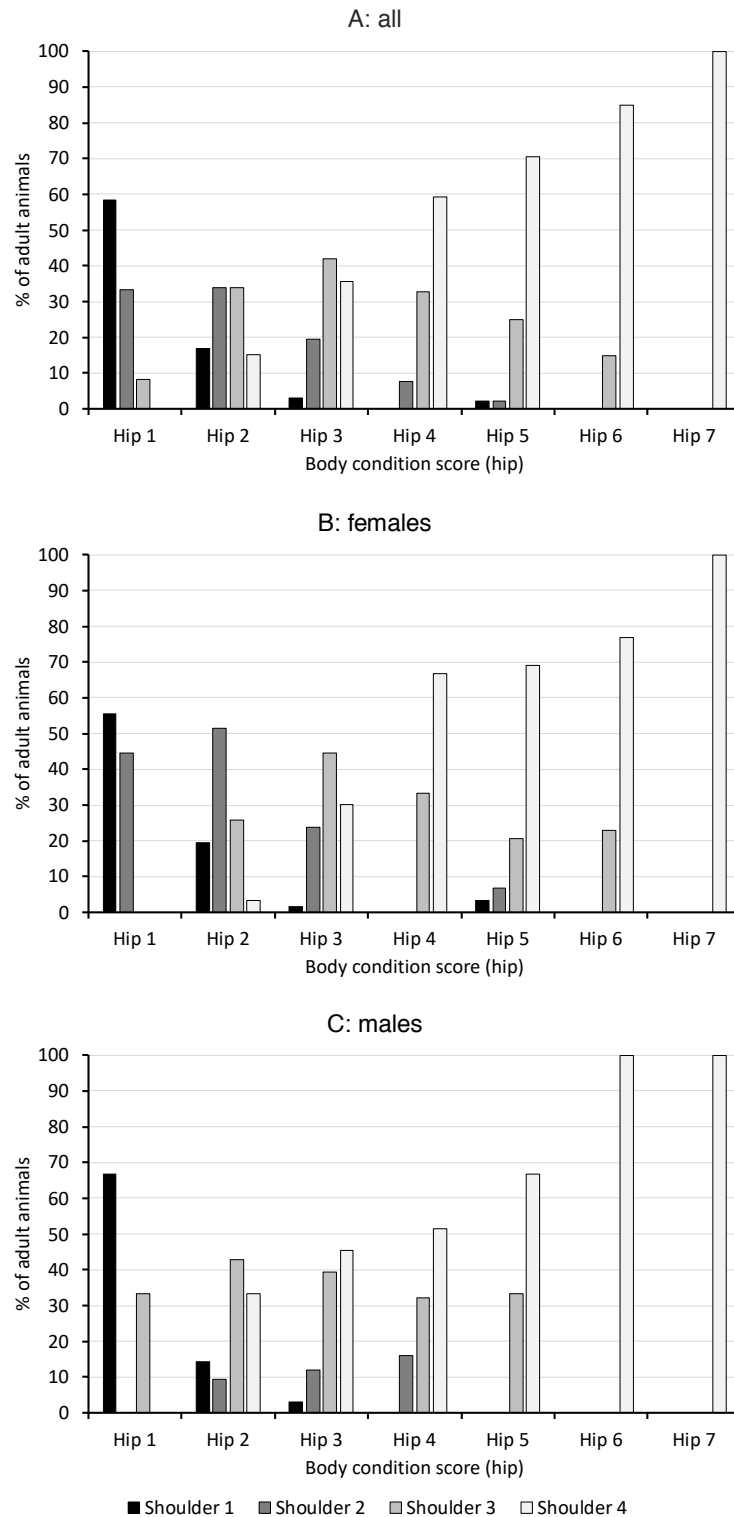 A: all
100
90
80
70
60
50
40
30
20
10
0
% of adult animals
Hip 1 Hip 2 Hip 3 Hip 4 Hip 5 Hip 6 Hip 7
Body condition score (hip)
B: females
100
90
80
70
60
50
40
30
20
10
0
% of adult animals
Hip 1 Hip 2 Hip 3 Hip 4 Hip 5 Hip 6 Hip 7
Body condition score (hip)
C: males
100
90
80
70
60
50
40
30
20
10
0
% of adult animals
Hip 1 Hip 2 Hip 3 Hip 4 Hip 5 Hip 6 Hip 7
Body condition score (hip)
Shoulder 1 Shoulder 2 Shoulder 3 Shoulder 4